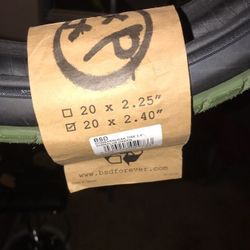 P
☐ 20 x 2.25"
☑ 20 x 2.40"
BSD
www.bsdforever.com